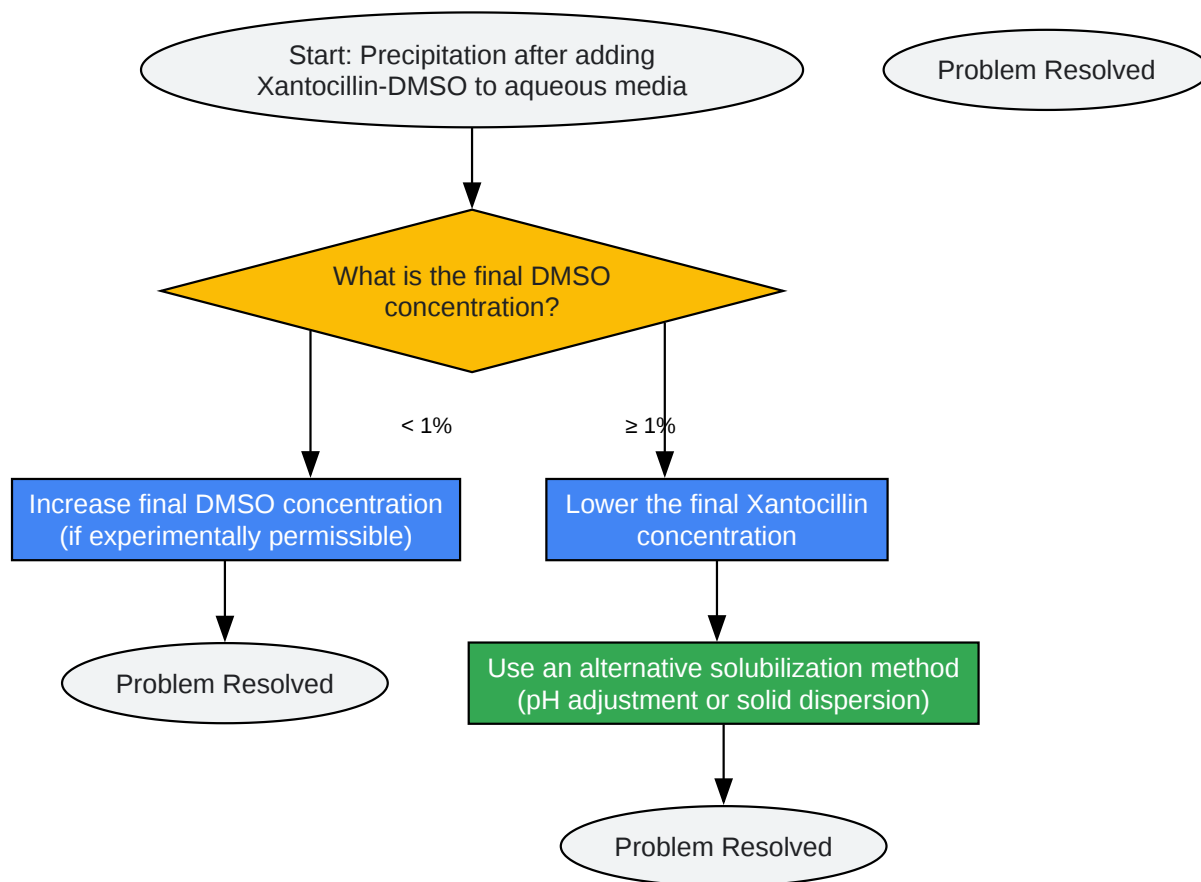 Start: Precipitation after adding
Xantocillin-DMSO to aqueous media
Problem Resolved
What is the final DMSO
concentration?
< 1%
≥ 1%
Increase final DMSO concentration
(if experimentally permissible)
Lower the final Xantocillin
concentration
Problem Resolved
Use an alternative solubilization method
(pH adjustment or solid dispersion)
Problem Resolved